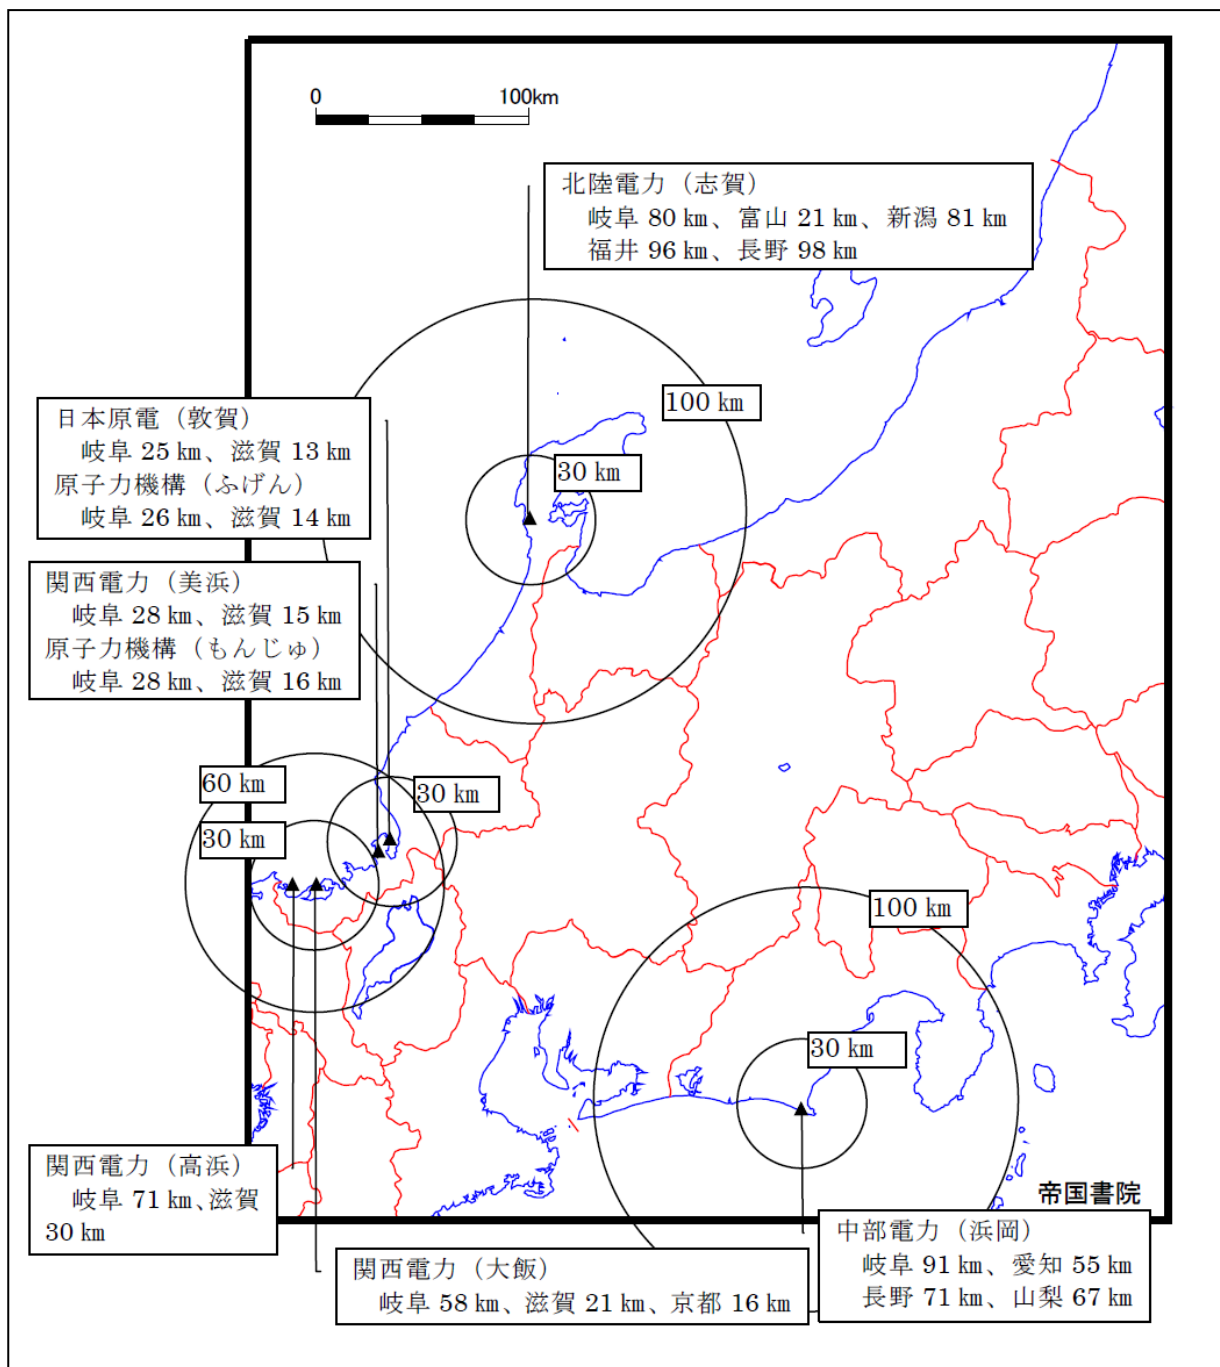 0 100km
北陸電力（志賀）
岐阜 80 ㎞、富山 21 ㎞、新潟 81 ㎞
福井 96 ㎞、長野 98 ㎞
100 ㎞
日本原電（敦賀）
岐阜 25 ㎞、滋賀 13 ㎞
原子力機構（ふげん）
岐阜 26 ㎞、滋賀 14 ㎞
30 ㎞
関西電力（美浜）
岐阜 28 ㎞、滋賀 15 ㎞
原子力機構（もんじゅ）
岐阜 28 ㎞、滋賀 16 ㎞
60 ㎞
30 ㎞
30 ㎞
100 ㎞
30 ㎞
関西電力（高浜）
岐阜 71 ㎞、滋賀
30 ㎞
帝国書院
中部電力（浜岡）
岐阜 91 ㎞、愛知 55 ㎞
長野 71 ㎞、山梨 67 ㎞
関西電力（大飯）
岐阜 58 ㎞、滋賀 21 ㎞、京都 16 ㎞